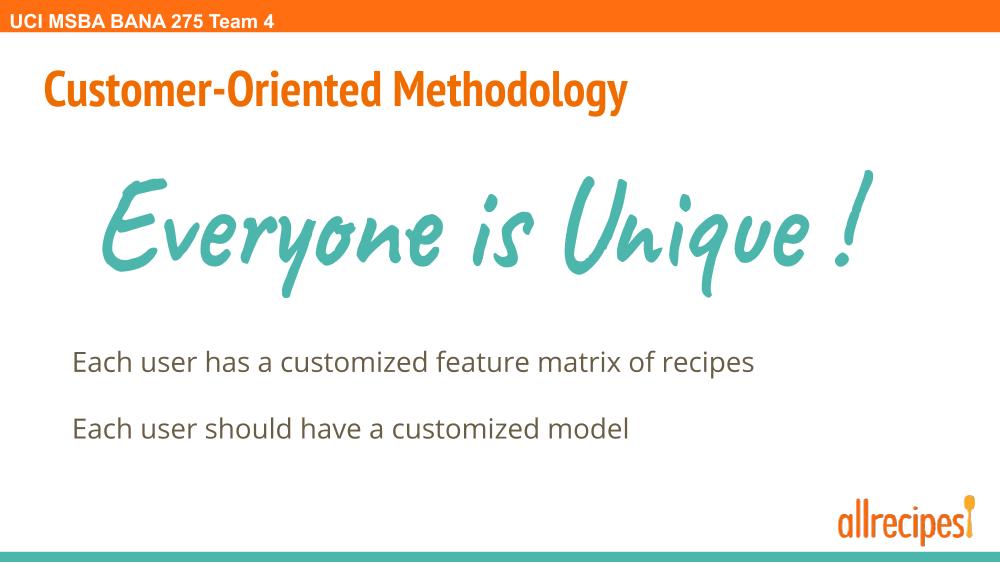 UCI MSBA BANA 275 Team 4
Customer-Oriented Methodology
Everyone is Unique !
Each user has a customized feature matrix of recipes
Each user should have a customized model
allrecipes